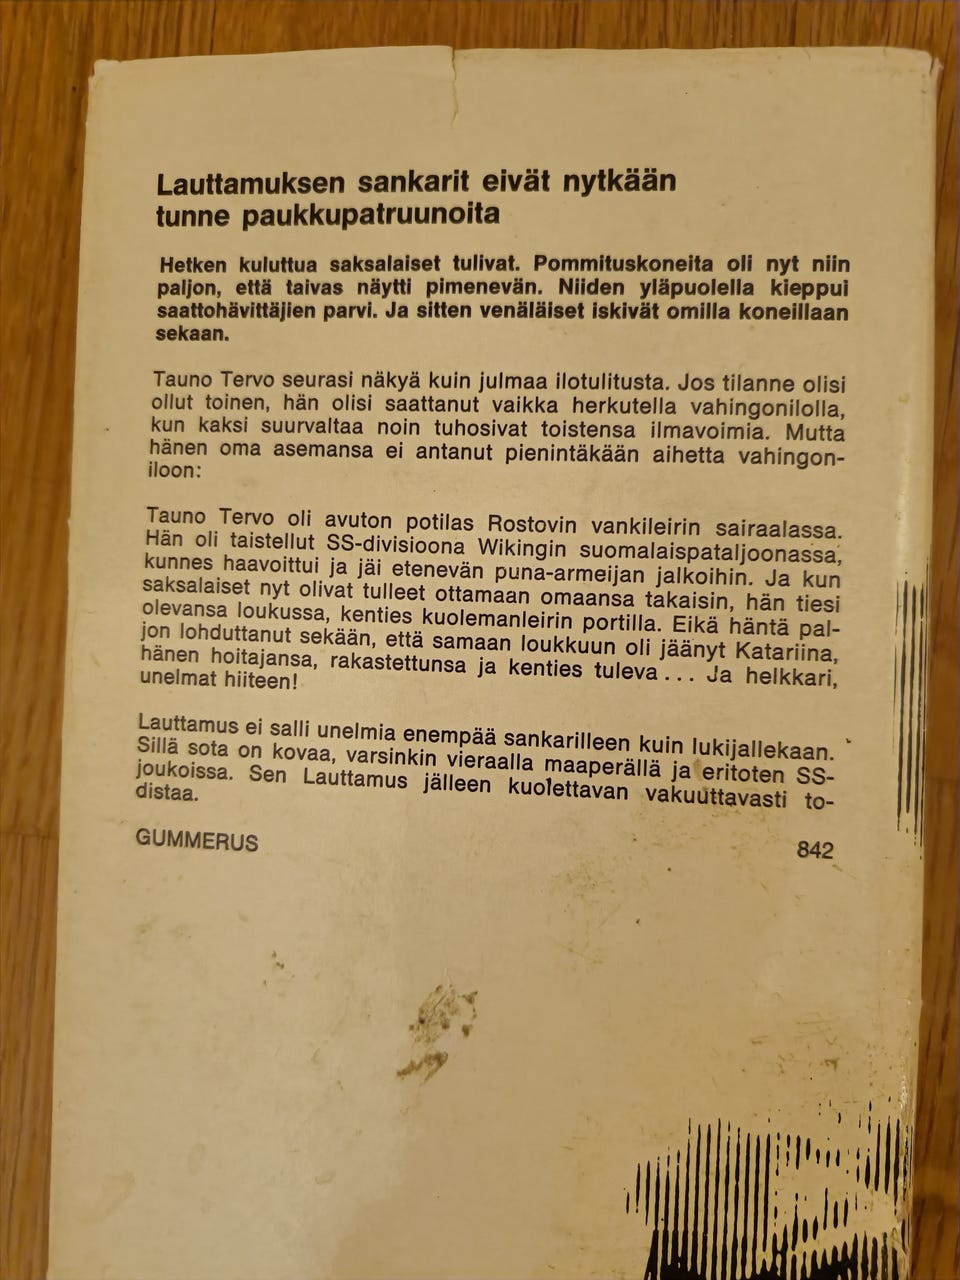 Lauttamuksen sankarit eivät nytkään
tunne paukkupatruunoita
Hetken kuluttua saksalaiset tulivat. Pommituskoneita oli nyt niin
paljon, että taivas näytti pimenevän. Niiden yläpuolella kieppui
saattohävittäjien parvi. Ja sitten venäläiset iskivät omilla koneillaan
sekaan.
Tauno Tervo seurasi näkyä kuin julmaa ilotulitusta. Jos tilanne olisi
ollut toinen, hän olisi saattanut vaikka herkutella vahingonilolla,
kun kaksi suurvaltaa noin tuhosivat toistensa ilmavoimia. Mutta
hänen oma asemansa ei antanut pienintäkään aihetta vahingon-
iloon:
Tauno Tervo oli avuton potilas Rostovin vankileirin sairaalassa.
Hän oli taistellut SS-divisioona Wikingin suomalaispataljoonassa,
kunnes haavoittui ja jäi etenevän puna-armeijan jalkoihin. Ja kun
saksalaiset nyt olivat tulleet ottamaan omaansa takaisin, hän tiesi
olevansa loukussa, kenties kuolemanleirin portilla. Eikä häntä pal-
jon lohduttanut sekään, että samaan loukkuun oli jäänyt Katariina,
hänen hoitajansa, rakastettunsa ja kenties tuleva... Ja helkkari,
unelmat hiiteen!
Lauttamus ei salli unelmia enempää sankarilleen kuin lukijallekaan.
Sillä sota on kovaa, varsinkin vieraalla maaperällä ja eritoten SS-
joukoissa. Sen Lauttamus jälleen kuolettavan vakuuttavasti to-
distaa.
GUMMERUS 842